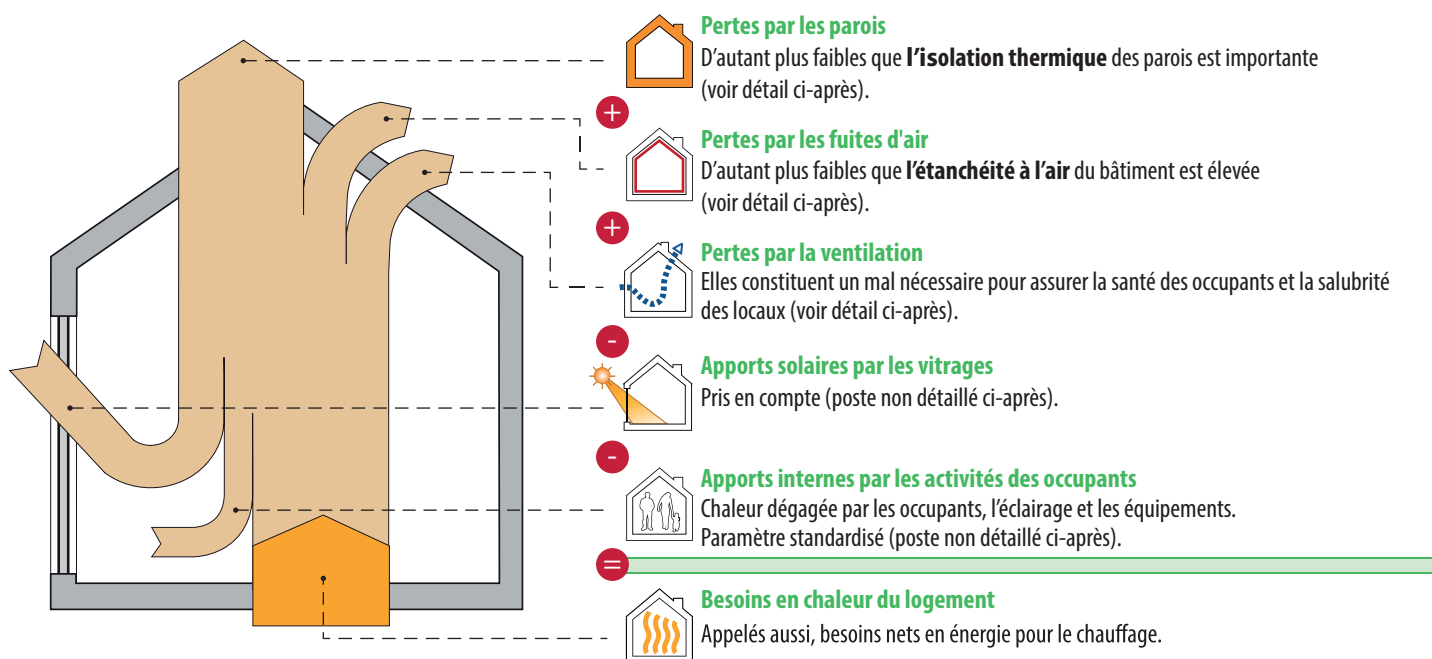 Pertes par les parois
D'autant plus faibles que l'isolation thermique des parois est importante
(voir détail ci-après).
+
Pertes par les fuites d'air
D'autant plus faibles que l'étanchéité à l'air du bâtiment est élevée
(voir détail ci-après).
+
Pertes par la ventilation
Elles constituent un mal nécessaire pour assurer la santé des occupants et la salubrité
des locaux (voir détail ci-après).
-
Apports solaires par les vitrages
Pris en compte (poste non détaillé ci-après).
-
Apports internes par les activités des occupants
Chaleur dégagée par les occupants, l'éclairage et les équipements.
Paramètre standardisé (poste non détaillé ci-après).
=
Besoins en chaleur du logement
Appelés aussi, besoins nets en énergie pour le chauffage.